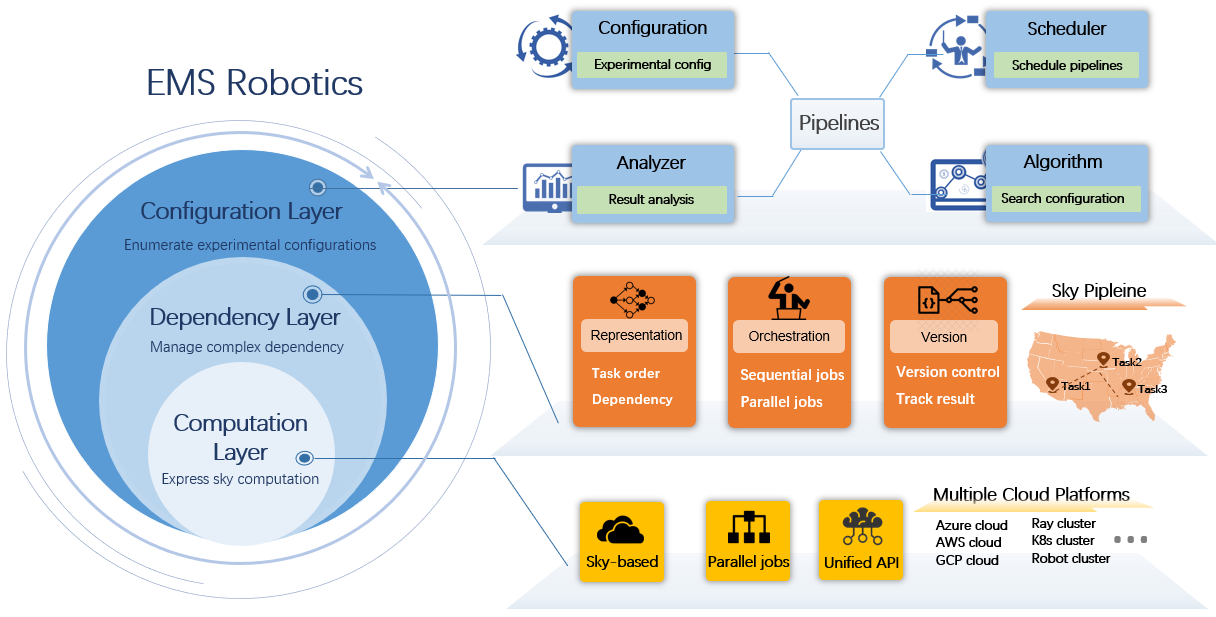 EMS Robotics
Configuration Layer
Enumerate experimental configurations
Dependency Layer
Manage complex dependency
Computation
Layer
Express sky computation
Configuration
Experimental config
Scheduler
Schedule pipelines
Pipelines
Analyzer
Result analysis
Algorithm
Search configuration
Representation
Task order
Dependency
Orchestration
Sequential jobs
Parallel jobs
Version
Version control
Track result
Sky Pipleine
Task2
Task1
Task3
Sky-based
Parallel jobs
Unified API
Multiple Cloud Platforms
Azure cloud
AWS cloud
GCP cloud
Ray cluster
K8s cluster
Robot cluster